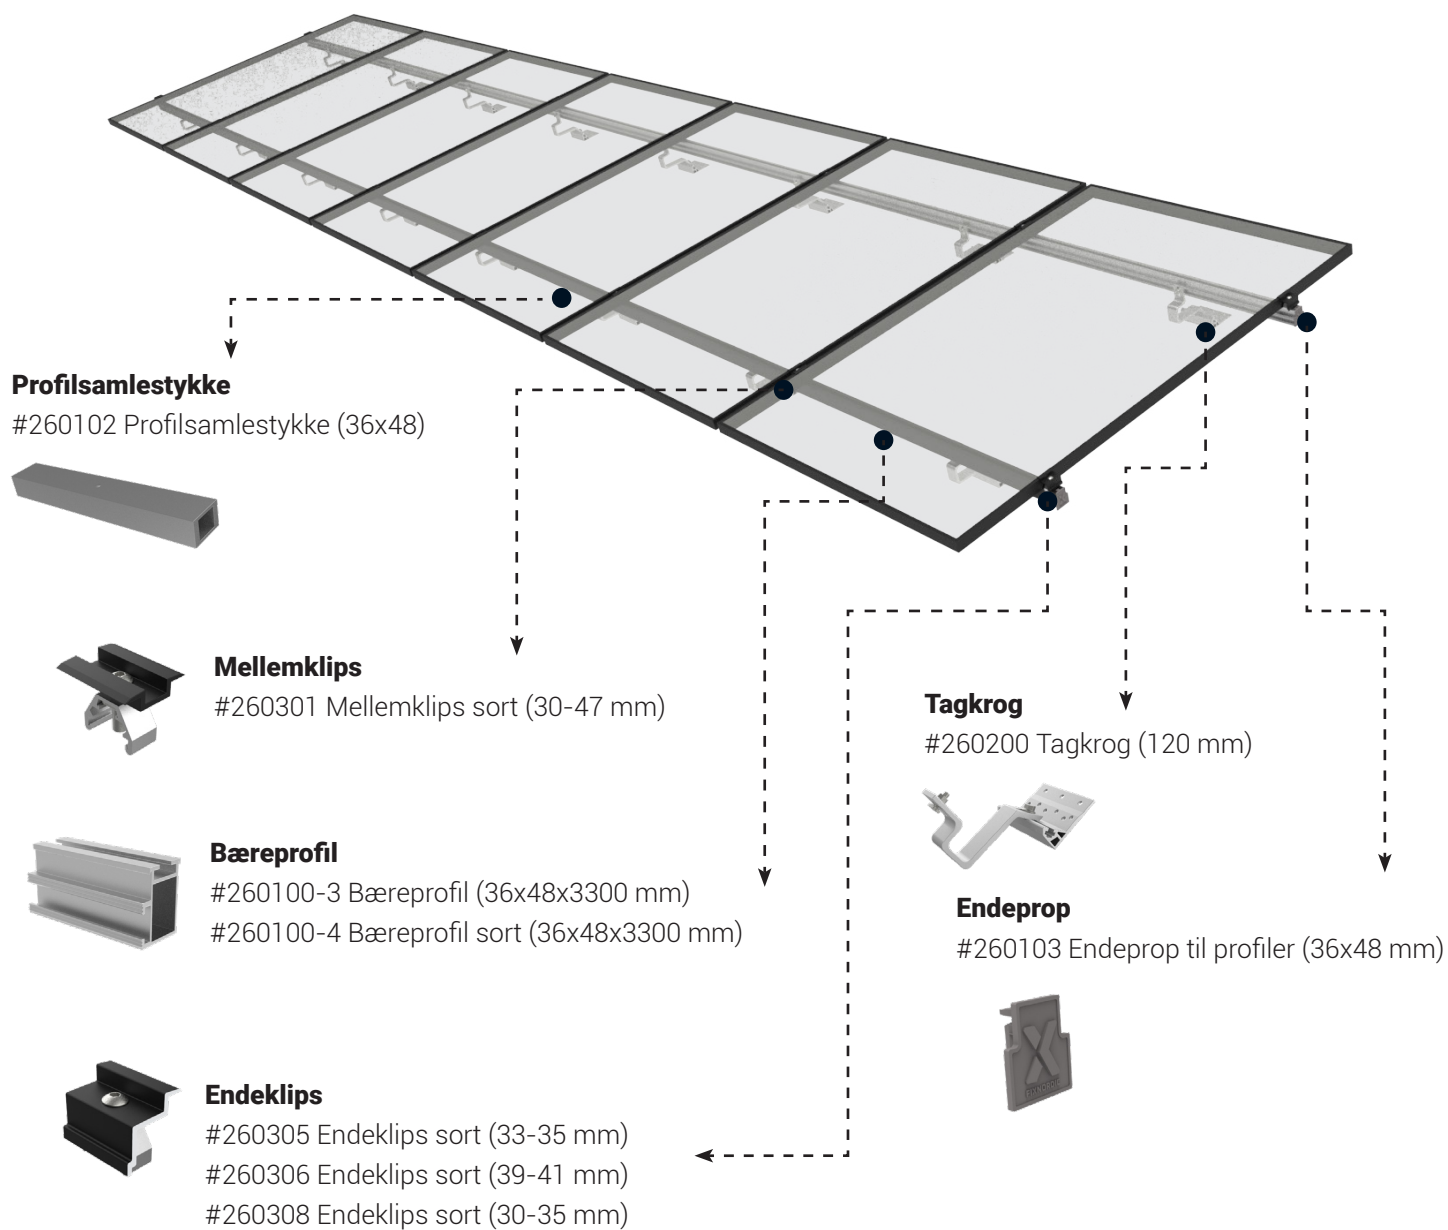 Profilsamlestykke
#260102 Profilsamlestykke (36x48)
Mellemklips
#260301 Mellemklips sort (30-47 mm)
Tagkrog
#260200 Tagkrog (120 mm)
Bæreprofil
#260100-3 Bæreprofil (36x48x3300 mm)
#260100-4 Bæreprofil sort (36x48x3300 mm)
Endeprop
#260103 Endeprop til profiler (36x48 mm)
X
Endeklips
#260305 Endeklips sort (33-35 mm)
#260306 Endeklips sort (39-41 mm)
#260308 Endeklips sort (30-35 mm)